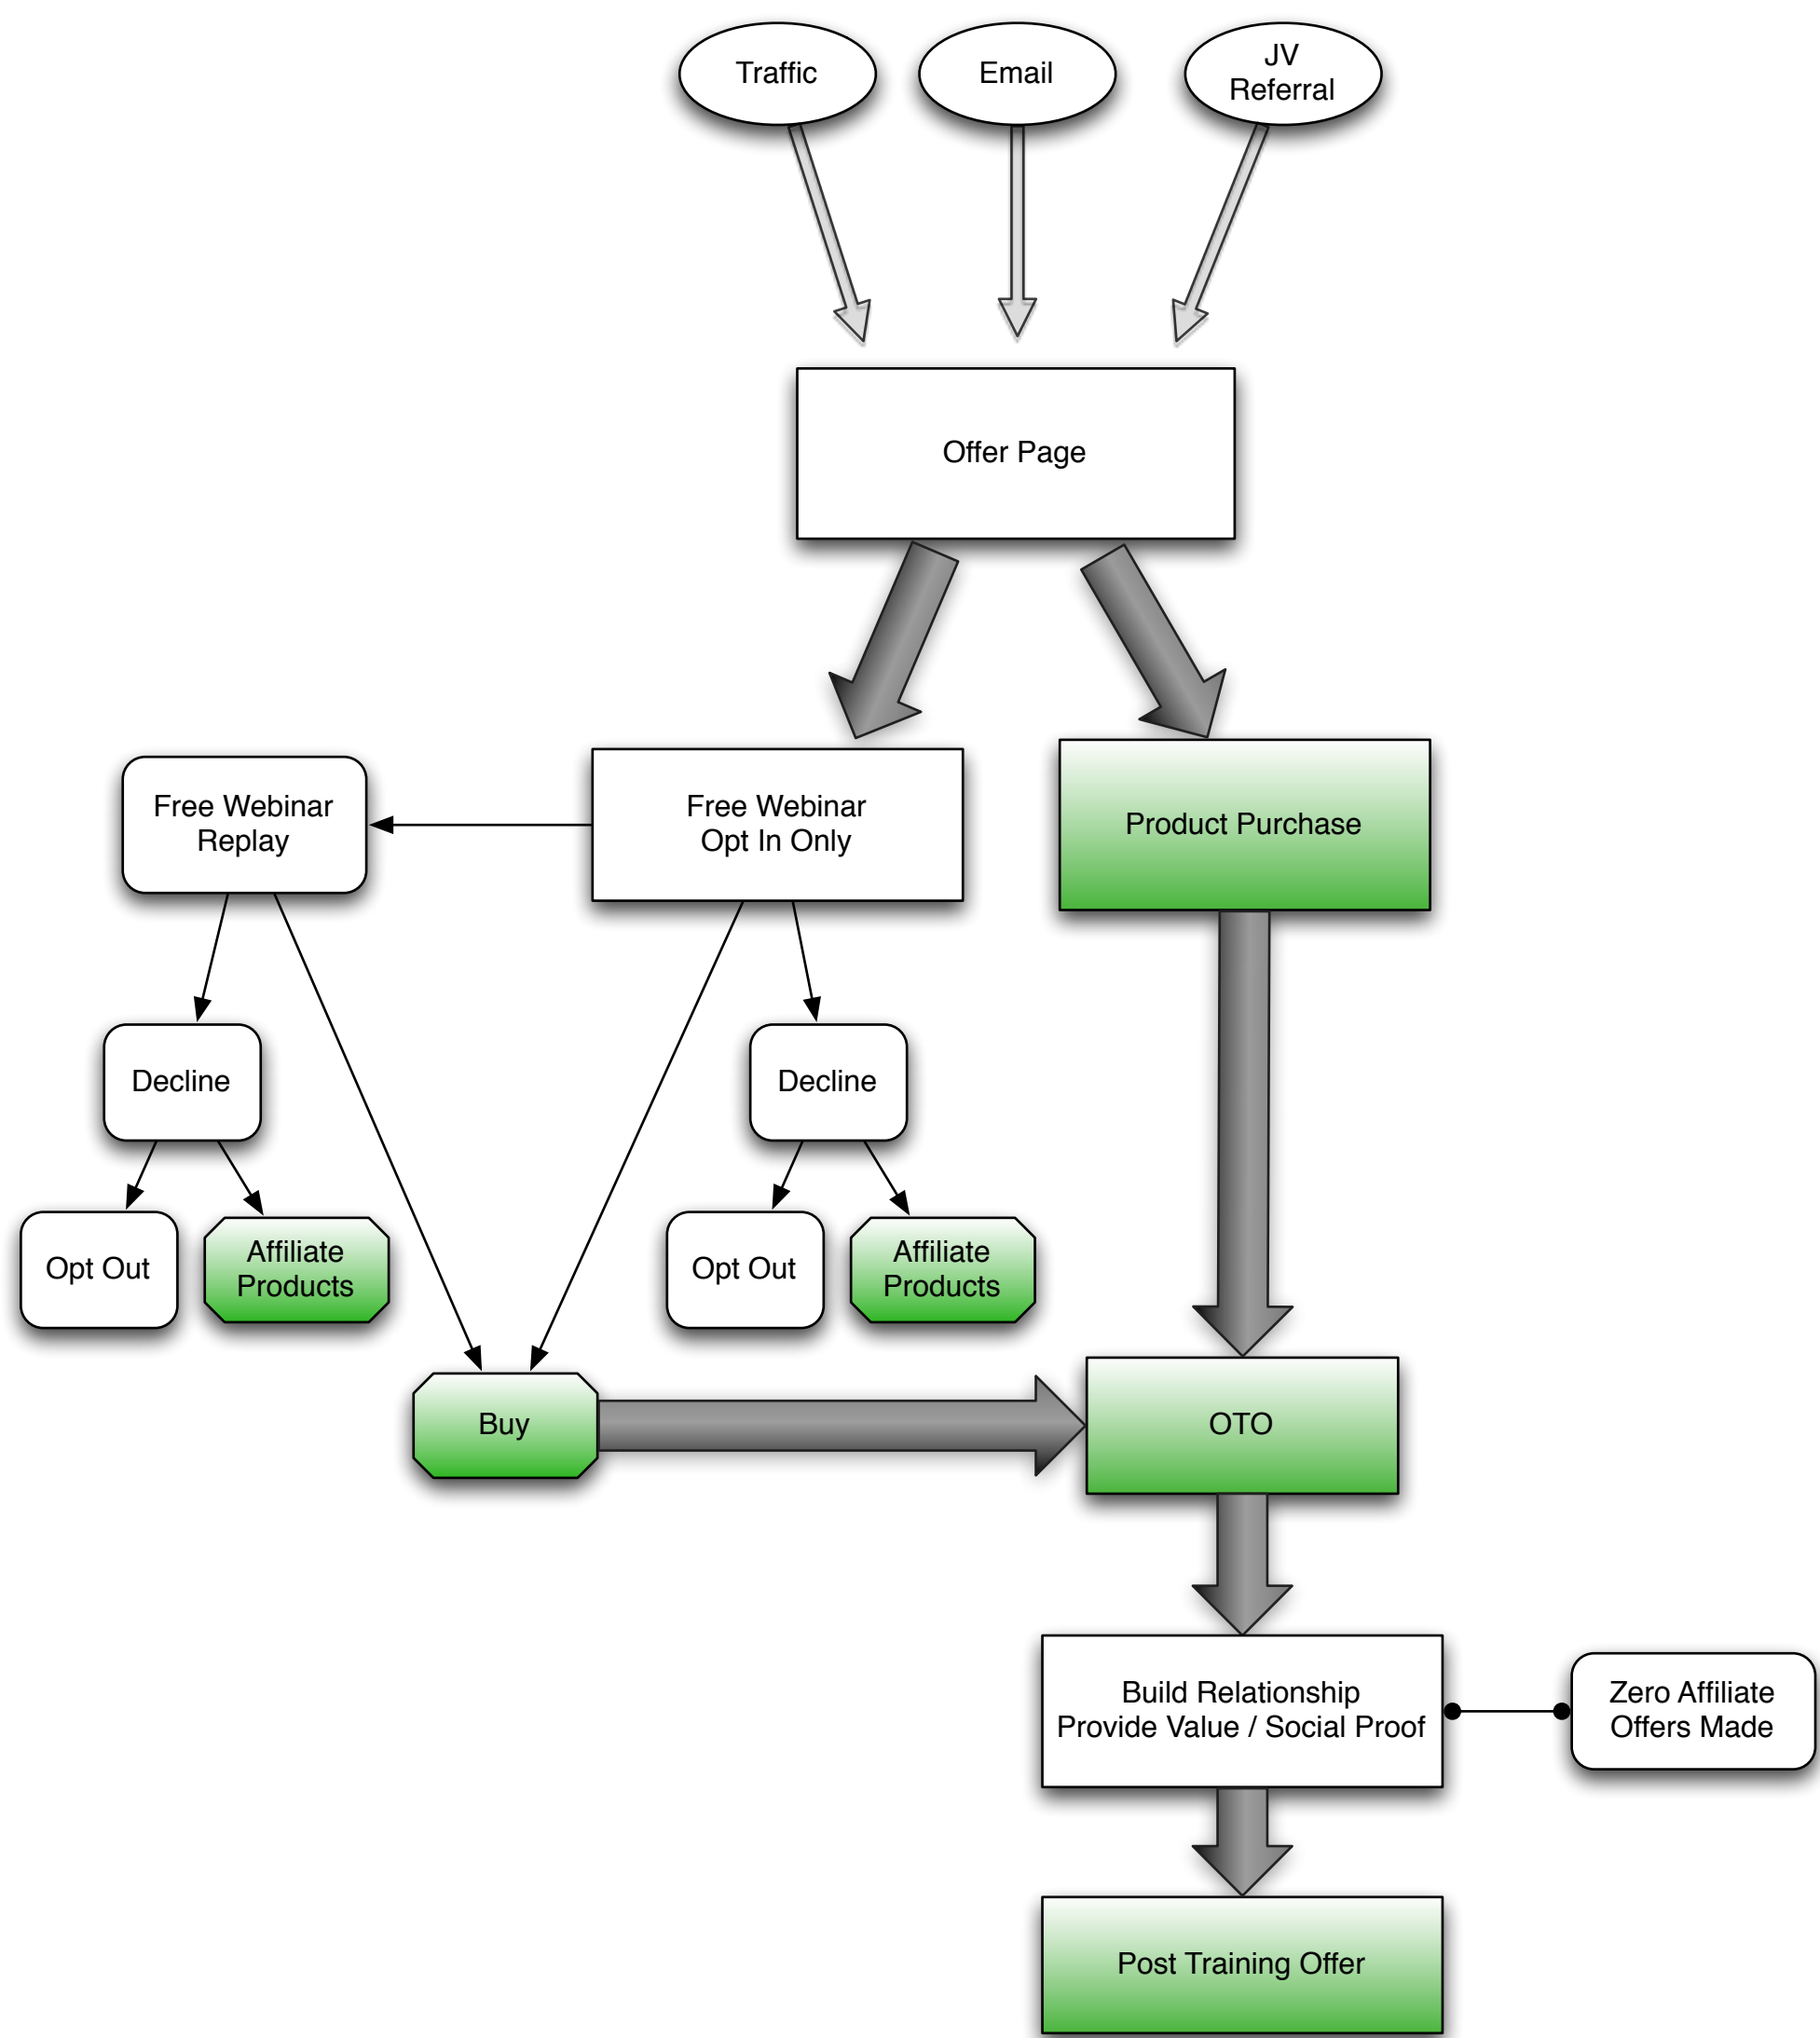 Traffic
Email
JV
Referral
Offer Page
Free Webinar
Replay
Free Webinar
Opt In Only
Product Purchase
Decline
Decline
Opt Out
Affiliate
Products
Opt Out
Affiliate
Products
Buy
OTO
Build Relationship
Provide Value / Social Proof
Zero Affiliate
Offers Made
Post Training Offer